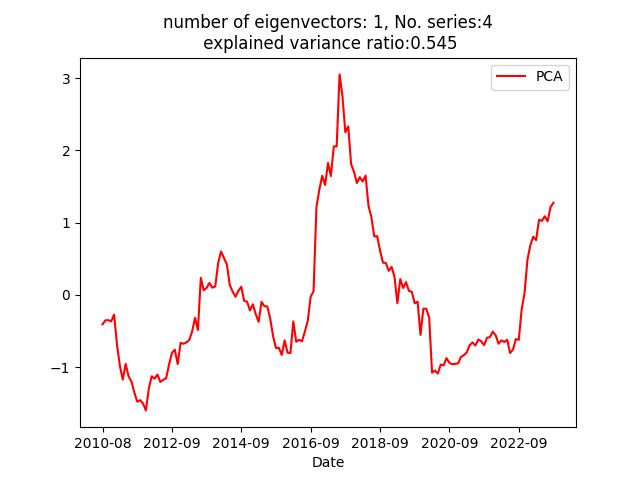 number of eigenvectors: 1, No. series:4
explained variance ratio:0.545
PCA
3
2
1
0
−1
2010-08 2012-09 2014-09 2016-09 2018-09 2020-09 2022-09
Date